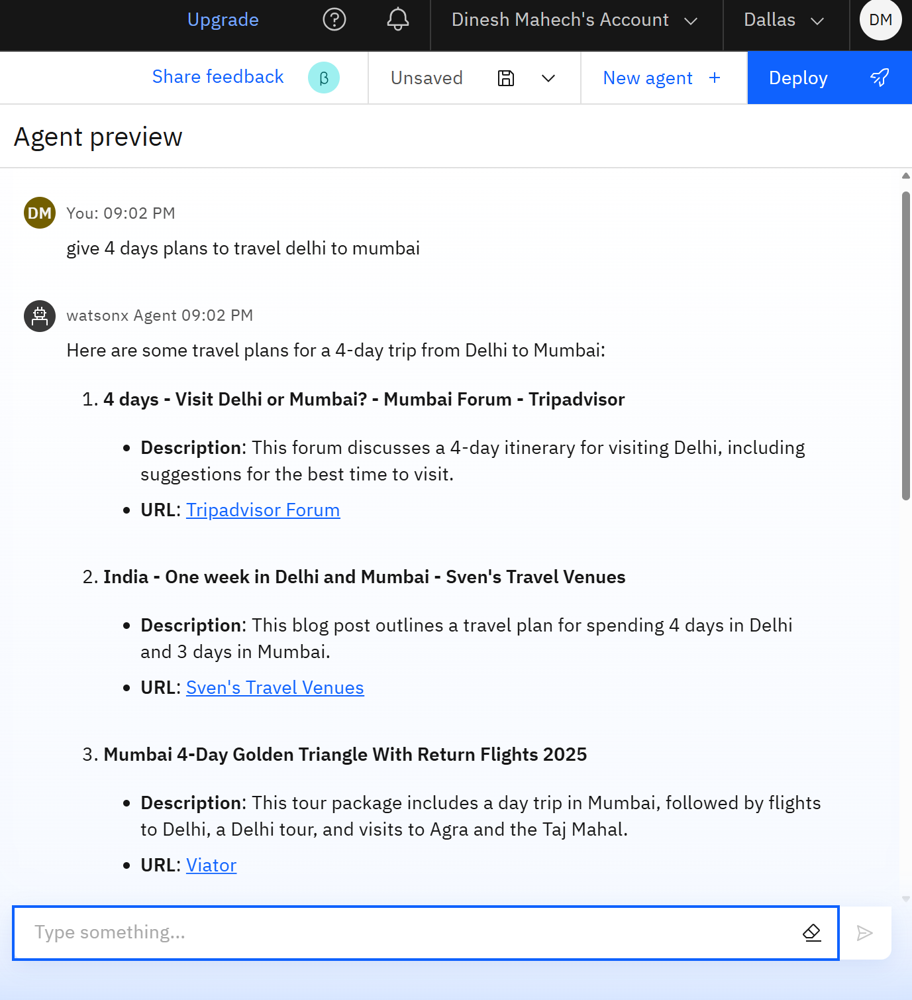 Upgrade
Dinesh Mahech's Account
Dallas
DM
Share feedback
β
Unsaved
New agent +
Deploy
Agent preview
DM
You: 09:02 PM
give 4 days plans to travel delhi to mumbai
watsonx Agent 09:02 PM
Here are some travel plans for a 4-day trip from Delhi to Mumbai:
1. 4 days - Visit Delhi or Mumbai? - Mumbai Forum - Tripadvisor
• Description: This forum discusses a 4-day itinerary for visiting Delhi, including
suggestions for the best time to visit.
• URL: Tripadvisor Forum
2. India - One week in Delhi and Mumbai - Sven's Travel Venues
• Description: This blog post outlines a travel plan for spending 4 days in Delhi
and 3 days in Mumbai.
• URL: Sven's Travel Venues
3. Mumbai 4-Day Golden Triangle With Return Flights 2025
• Description: This tour package includes a day trip in Mumbai, followed by flights
to Delhi, a Delhi tour, and visits to Agra and the Taj Mahal.
• URL: Viator
Type something...